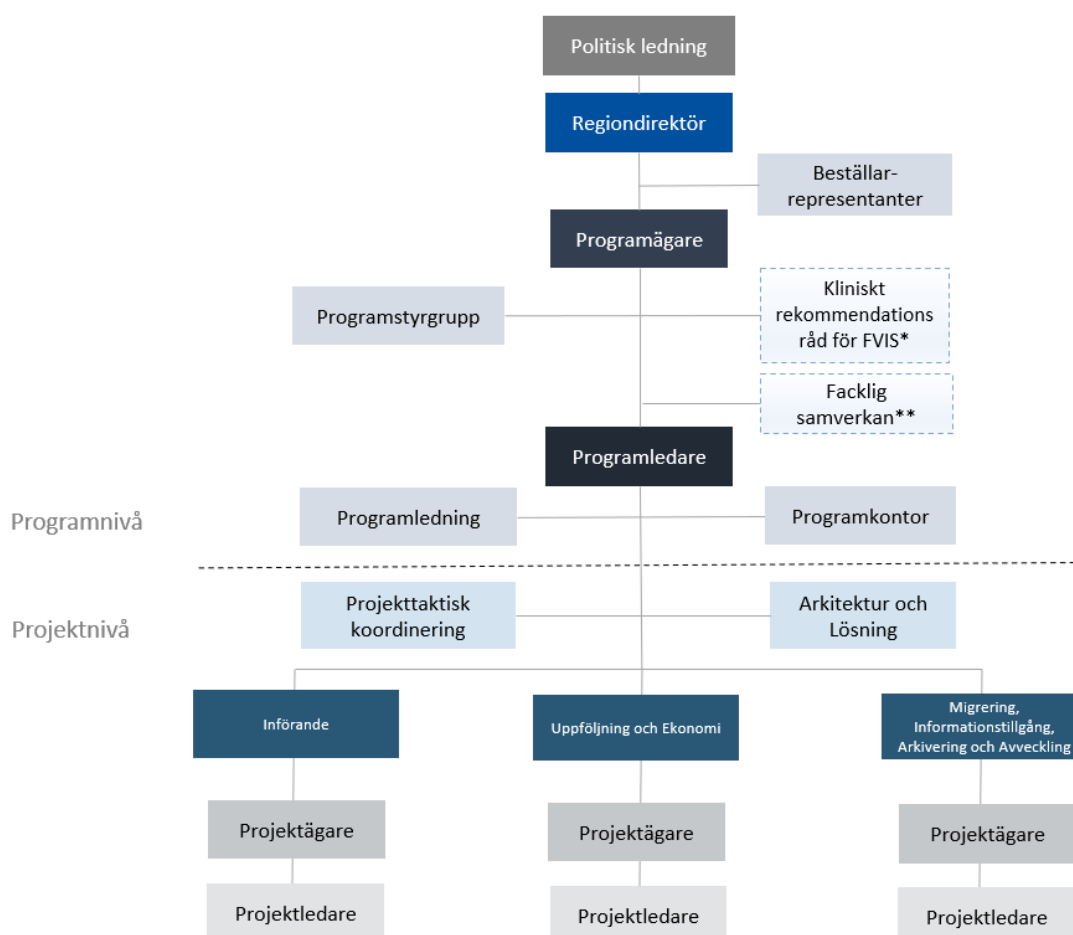 Politisk ledning
Regiondirektör
Beställar-
representanter
Programägare
Programstyrgrupp
Kliniskt
rekommendations
råd för FVIS*
Facklig
samverkan**
Programledare
Programnivå
Programledning
Programkontor
Projektnivå
Projekttaktisk
koordinering
Arkitektur och
Lösning
Införande
Uppföljning och Ekonomi
Migrering,
Informationstillgång,
Arkivering och Avveckling
Projektägare
Projektägare
Projektägare
Projektledare
Projektledare
Projektledare